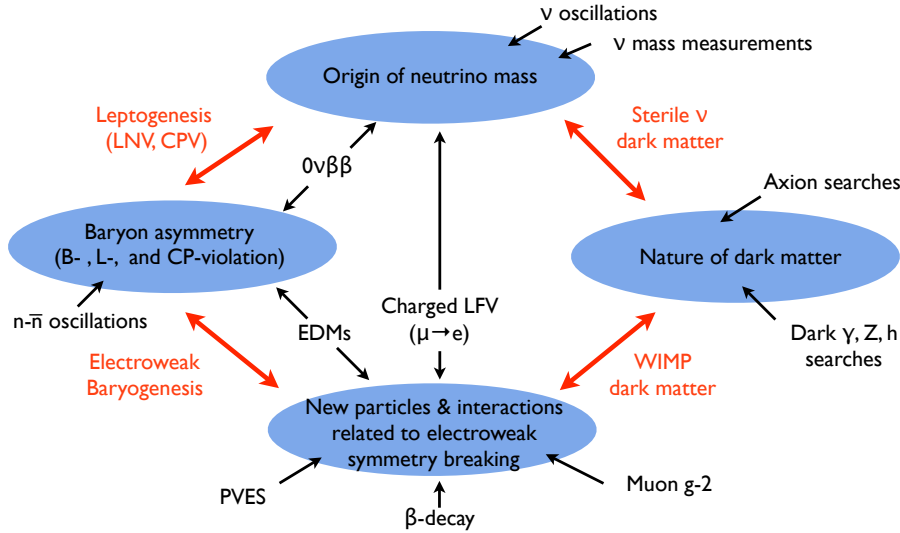 ν oscillations
ν mass measurements
Origin of neutrino mass
Leptogenesis
(LNV, CPV)
Sterile ν
dark matter
0νββ
Axion searches
Baryon asymmetry
(B- , L-, and CP-violation)
Nature of dark matter
n-n̅ oscillations
EDMs
Charged LFV
(μ→e)
Dark γ, Z, h
searches
Electroweak
Baryogenesis
WIMP
dark matter
New particles & interactions
related to electroweak
symmetry breaking
PVES
Muon g-2
β-decay